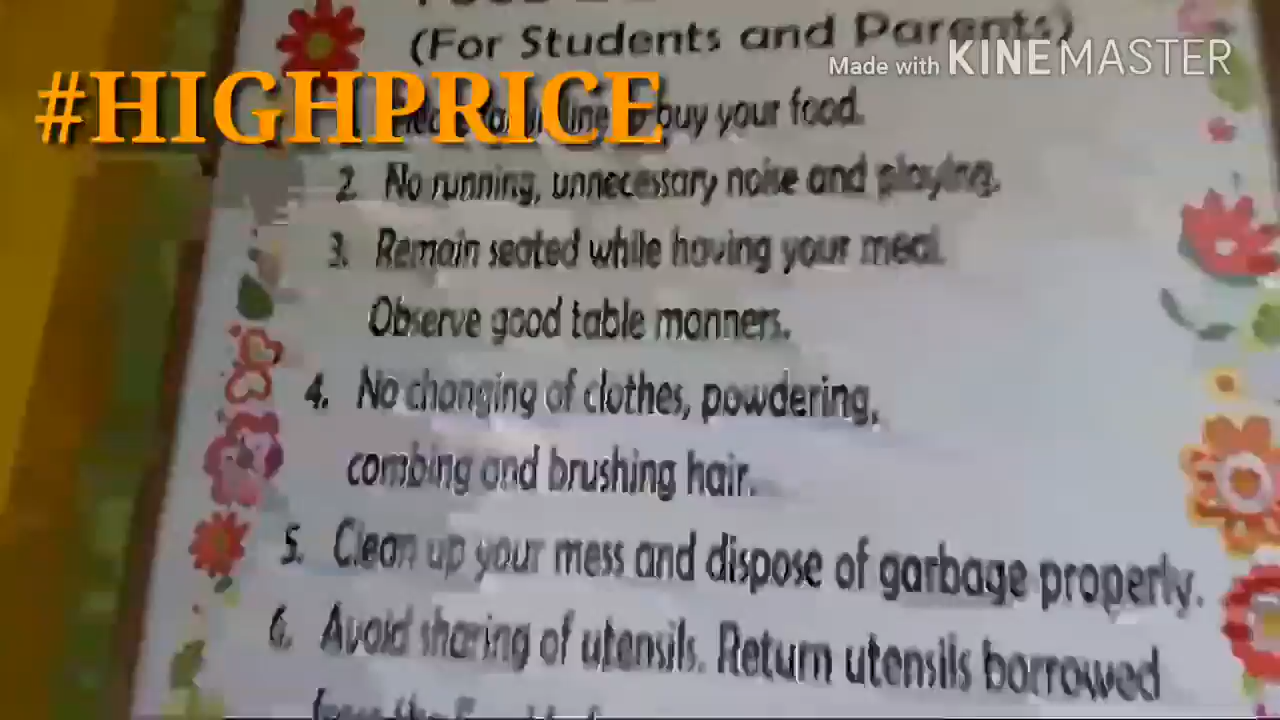 (For Students and Parents)
Made with KINEMASTER
#HIGHPRICE
buy your food.
2. No running, unnecessary noise and playing.
3. Remain seated while having your meal.
Observe good table manners.
4. No changing of clothes, powdering,
combing and brushing hair.
5. Clean up your mess and dispose of garbage properly.
6. Avoid sharing of utensils. Return utensils borrowed